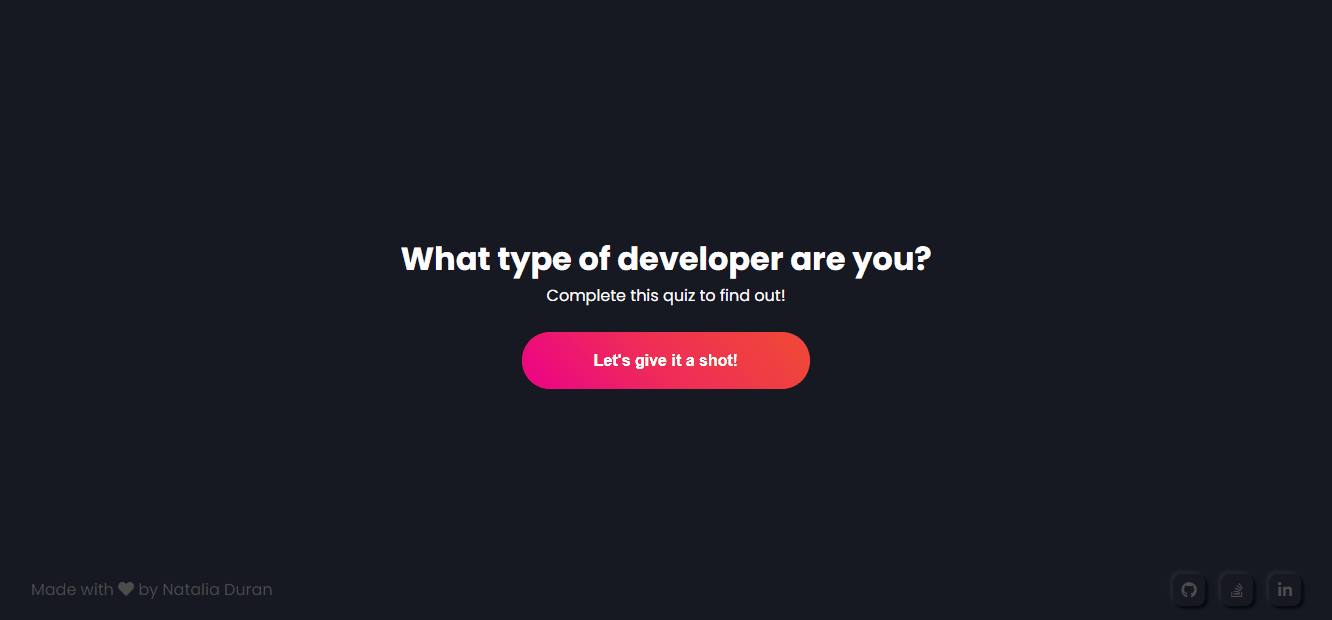 What type of developer are you?
Complete this quiz to find out!
Let's give it a shot!
Made with by Natalia Duran
in